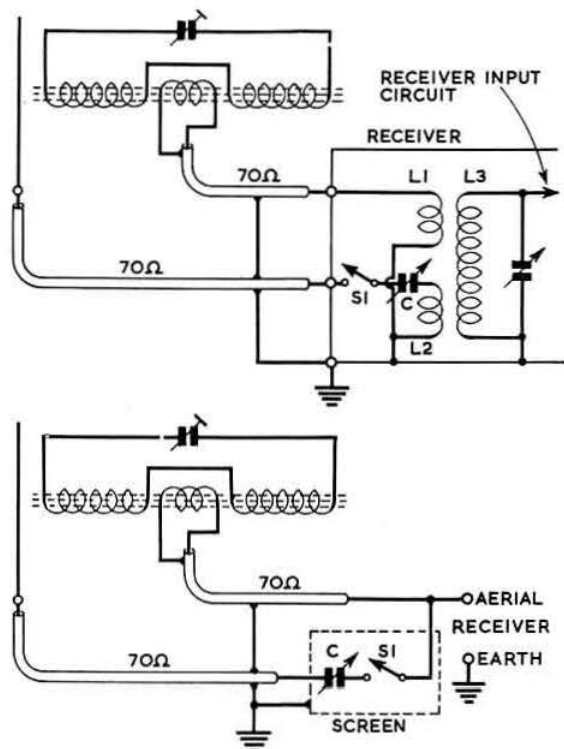 RECEIVER INPUT
CIRCUIT
RECEIVER
70Ω
L1
L3
70Ω
S1
C
L2
70Ω
AERIAL
RECEIVER
EARTH
70Ω
C
S1
SCREEN